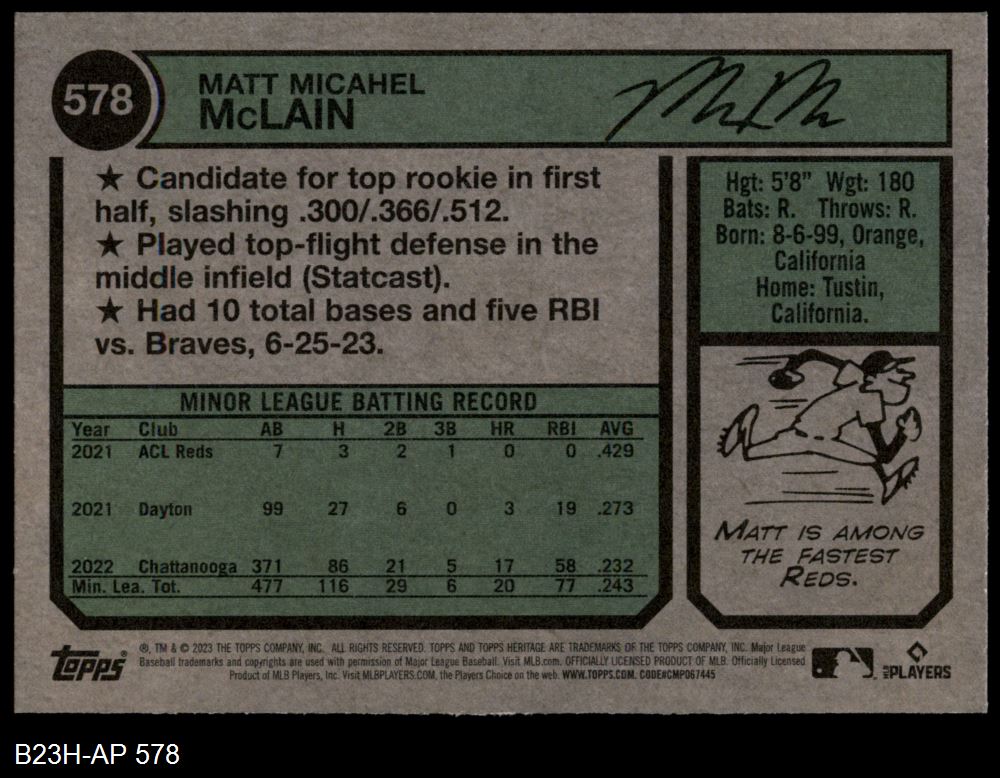 578
MATT MICAHEL
McLAIN
★ Candidate for top rookie in first
half, slashing .300/.366/.512.
★ Played top-flight defense in the
middle infield (Statcast).
★ Had 10 total bases and five RBI
vs. Braves, 6-25-23.
Hgt: 5'8" Wgt: 180
Bats: R. Throws: R.
Born: 8-6-99, Orange,
California
Home: Tustin,
California.
MINOR LEAGUE BATTING RECORD
Year Club AB H 2B 3B HR RBI AVG
2021 ACL Reds 7 3 2 1 0 0 .429
2021 Dayton 99 27 6 0 3 19 .273
2022 Chattanooga 371 86 21 5 17 58 .232
Min. Lea. Tot. 477 116 29 6 20 77 .243
MATT IS AMONG
THE FASTEST
REDS.
Topps
®, TM & © 2023 THE TOPPS COMPANY, INC. ALL RIGHTS RESERVED. TOPPS AND TOPPS HERITAGE ARE TRADEMARKS OF THE TOPPS COMPANY, INC. Major League
Baseball trademarks and copyrights are used with permission of Major League Baseball. Visit MLB.com. OFFICIALLY LICENSED PRODUCT OF MLB. Officially Licensed
Product of MLB Players, Inc. Visit MLBPLAYERS.COM, the Players Choice on the web. WWW.TOPPS.COM. CODE#CMP067445
MLB PLAYERS
B23H-AP 578